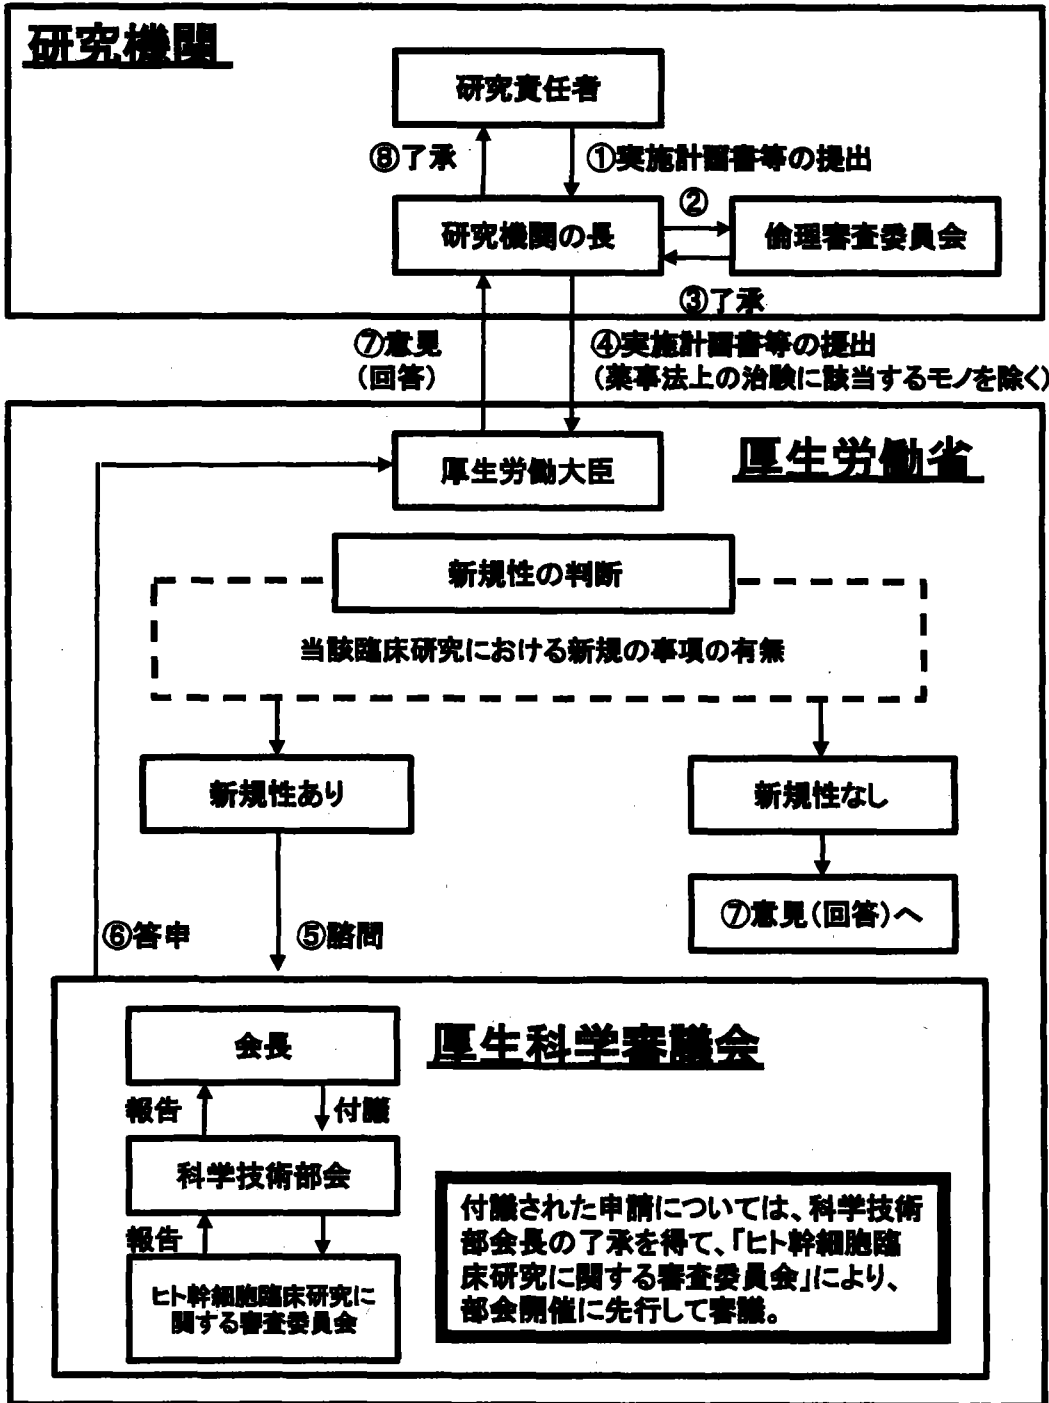 研究機関
研究責任者
⑧了承
①実施計画書等の提出
研究機関の長
②
倫理審査委員会
③了承
⑦意見
（回答）
④実施計画書等の提出
（薬事法上の治験に該当するモノを除く）
厚生労働省
厚生労働大臣
新規性の判断
当該臨床研究における新規の事項の有無
新規性あり
新規性なし
⑦意見（回答）へ
⑥答申
⑤諮問
厚生科学審議会
会長
報告
付議
科学技術部会
報告
ヒト幹細胞臨床研究に
関する審査委員会
付議された申請については、科学技術
部会長の了承を得て、「ヒト幹細胞臨
床研究に関する審査委員会」により、
部会開催に先行して審議。